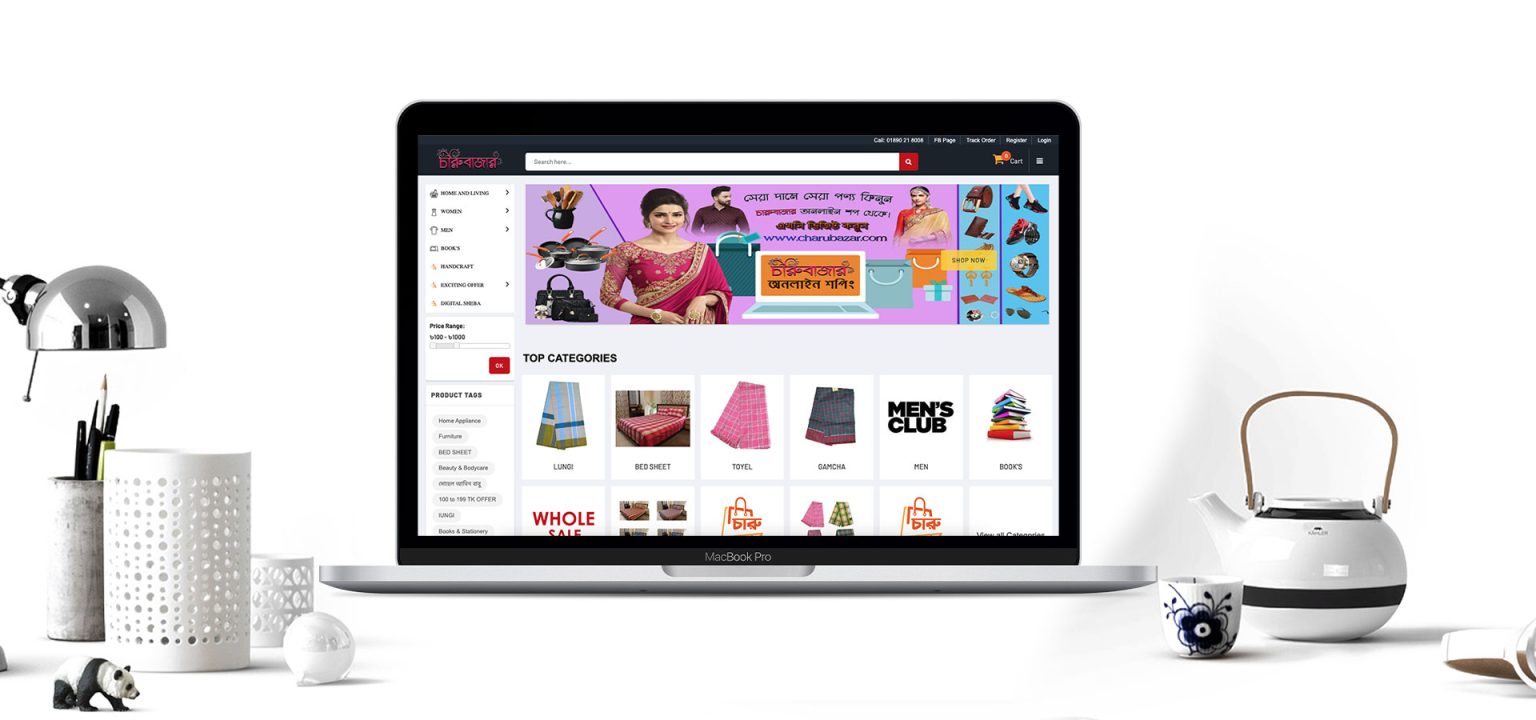 Call: 01890 21 8008
FB Page
Track Order
Register
Login
চারুবাজার
Search here...
0
Cart
HOME AND LIVING
WOMEN
MEN
BOOK'S
HANDCRAFT
EXCITING OFFER
DIGITAL SHEBA
সেরা দামে সেরা পণ্য কিনুন
চারুবাজার অনলাইন শপ থেকে।
এখনি ভিজিট করুন
www.charubazar.com
চারুবাজার
অনলাইন শপিং
SHOP NOW
Price Range:
৳100 - ৳1000
OK
PRODUCT TAGS
Home Appliance
Furniture
BED SHEET
Beauty & Bodycare
100 to 199 TK OFFER
lUNGI
Books & Stationery
TOP CATEGORIES
LUNGI
BED SHEET
TOYEL
GAMCHA
MEN'S
CLUB
MEN
BOOK'S
WHOLE
SALE
চারু
চারু
View all Categories
MacBook Pro
KÄHLER